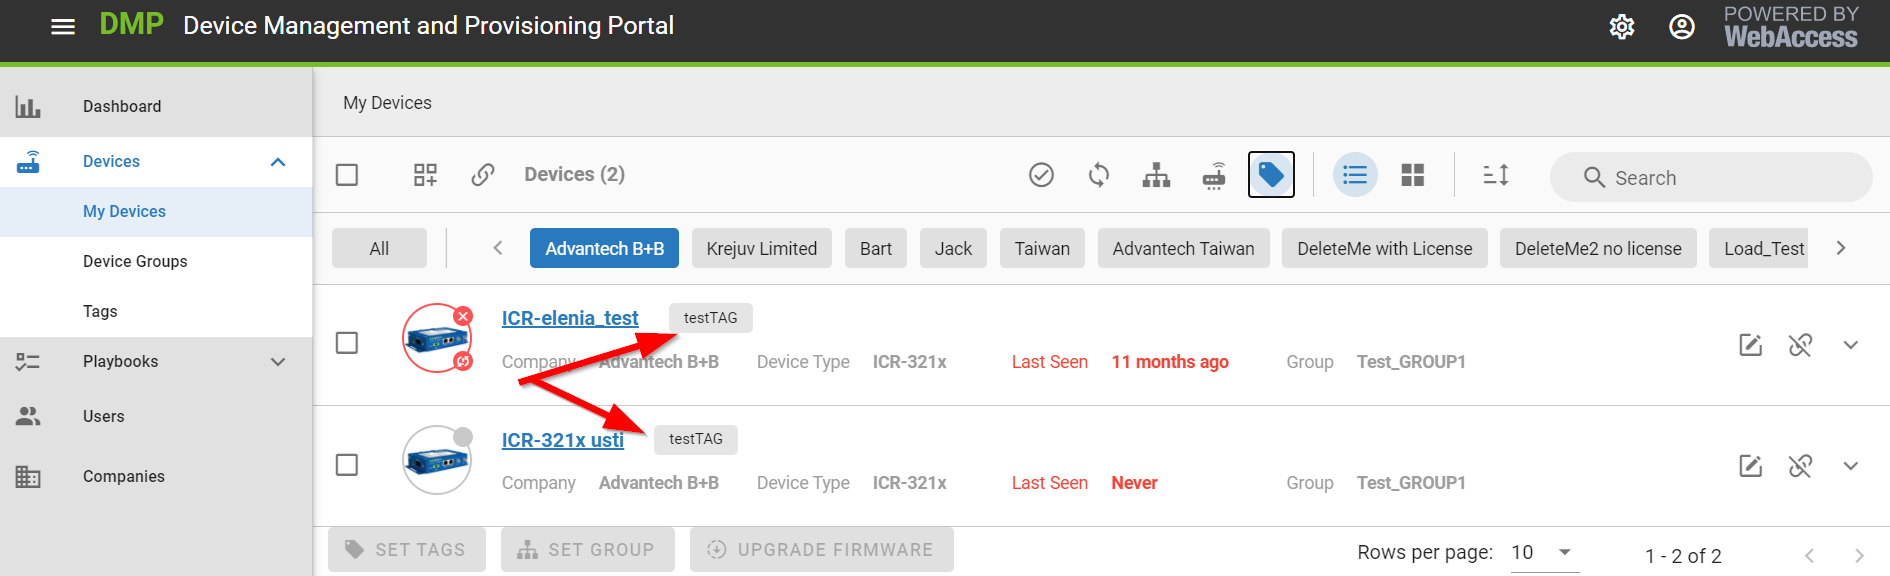 DMP Device Management and Provisioning Portal
POWERED BY
WebAccess
Dashboard
Devices
My Devices
Device Groups
Tags
Playbooks
Users
Companies
My Devices
Devices (2)
Search
All Advantech B+B Krejuv Limited Bart Jack Taiwan Advantech Taiwan DeleteMe with License DeleteMe2 no license Load_Test
ICR-elenia_test testTAG
Company Advantech B+B Device Type ICR-321x Last Seen 11 months ago Group Test_GROUP1
ICR-321x usti testTAG
Company Advantech B+B Device Type ICR-321x Last Seen Never Group Test_GROUP1
SET TAGS SET GROUP UPGRADE FIRMWARE Rows per page: 10 1 - 2 of 2